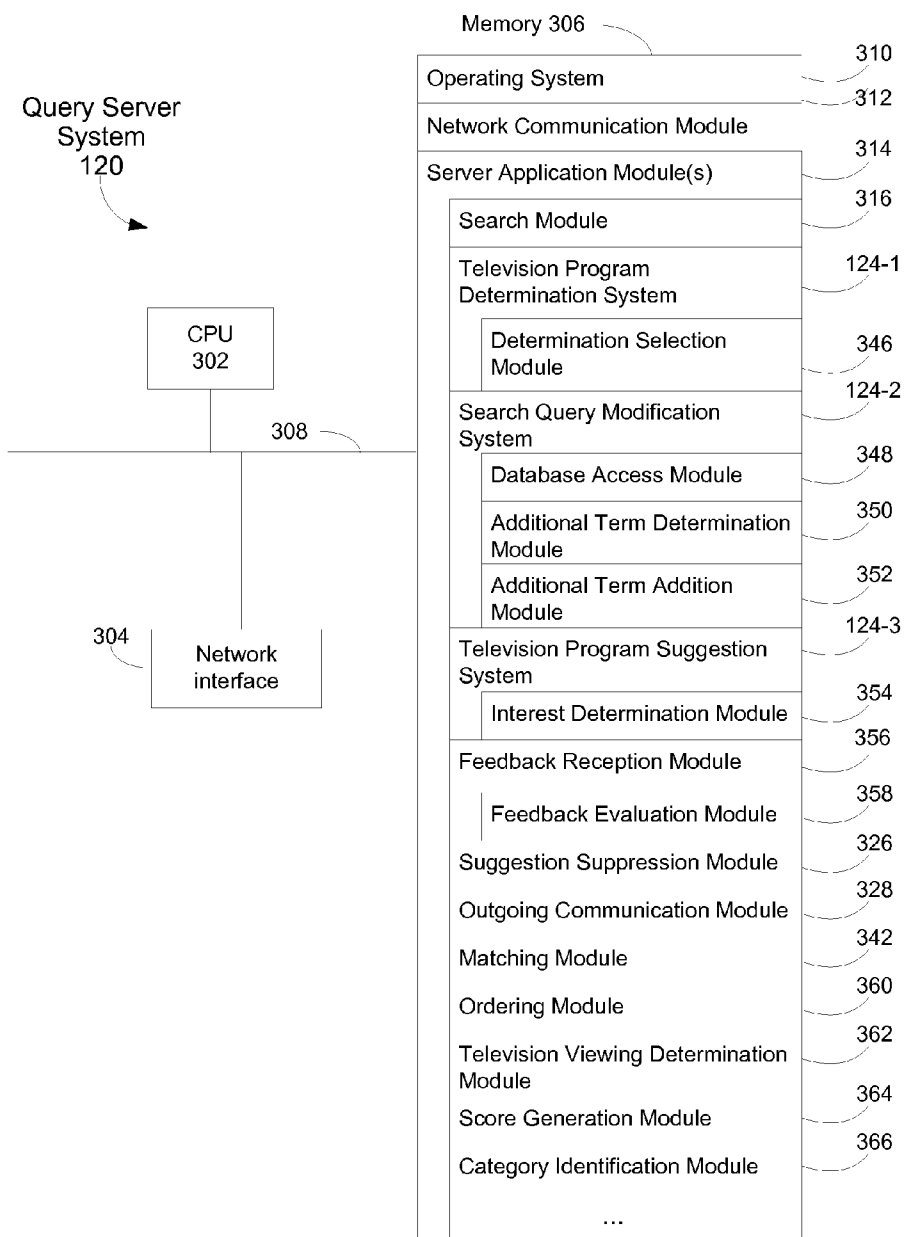 Memory 306
310
Operating System
312
Query Server
System
120
Network Communication Module
314
Server Application Module(s)
316
Search Module
124-1
Television Program
Determination System
CPU
302
346
Determination Selection
Module
124-2
Search Query Modification
System
308
348
Database Access Module
350
Additional Term Determination
Module
352
Additional Term Addition
Module
304
Network
interface
124-3
Television Program Suggestion
System
354
Interest Determination Module
356
Feedback Reception Module
358
Feedback Evaluation Module
326
Suggestion Suppression Module
328
Outgoing Communication Module
342
Matching Module
360
Ordering Module
362
Television Viewing Determination
Module
364
Score Generation Module
366
Category Identification Module
...